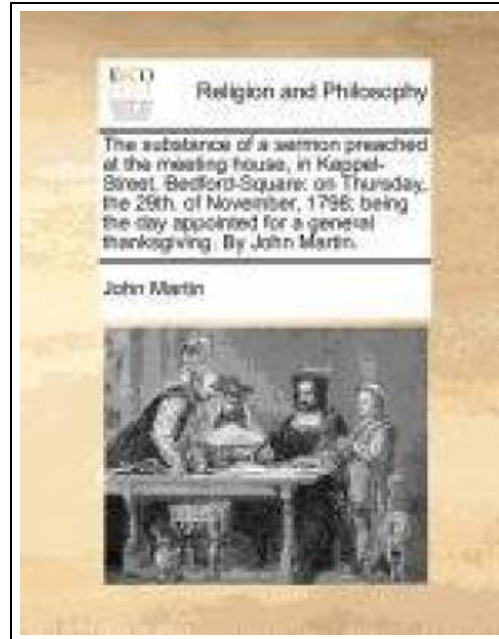 ECCO
Religion and Philosophy
The substance of a sermon preached
at the meeting house, in Keppel-
Street, Bedford-Square: on Thursday,
the 29th. of November, 1798; being
the day appointed for a general
thanksgiving. By John Martin.
John Martin